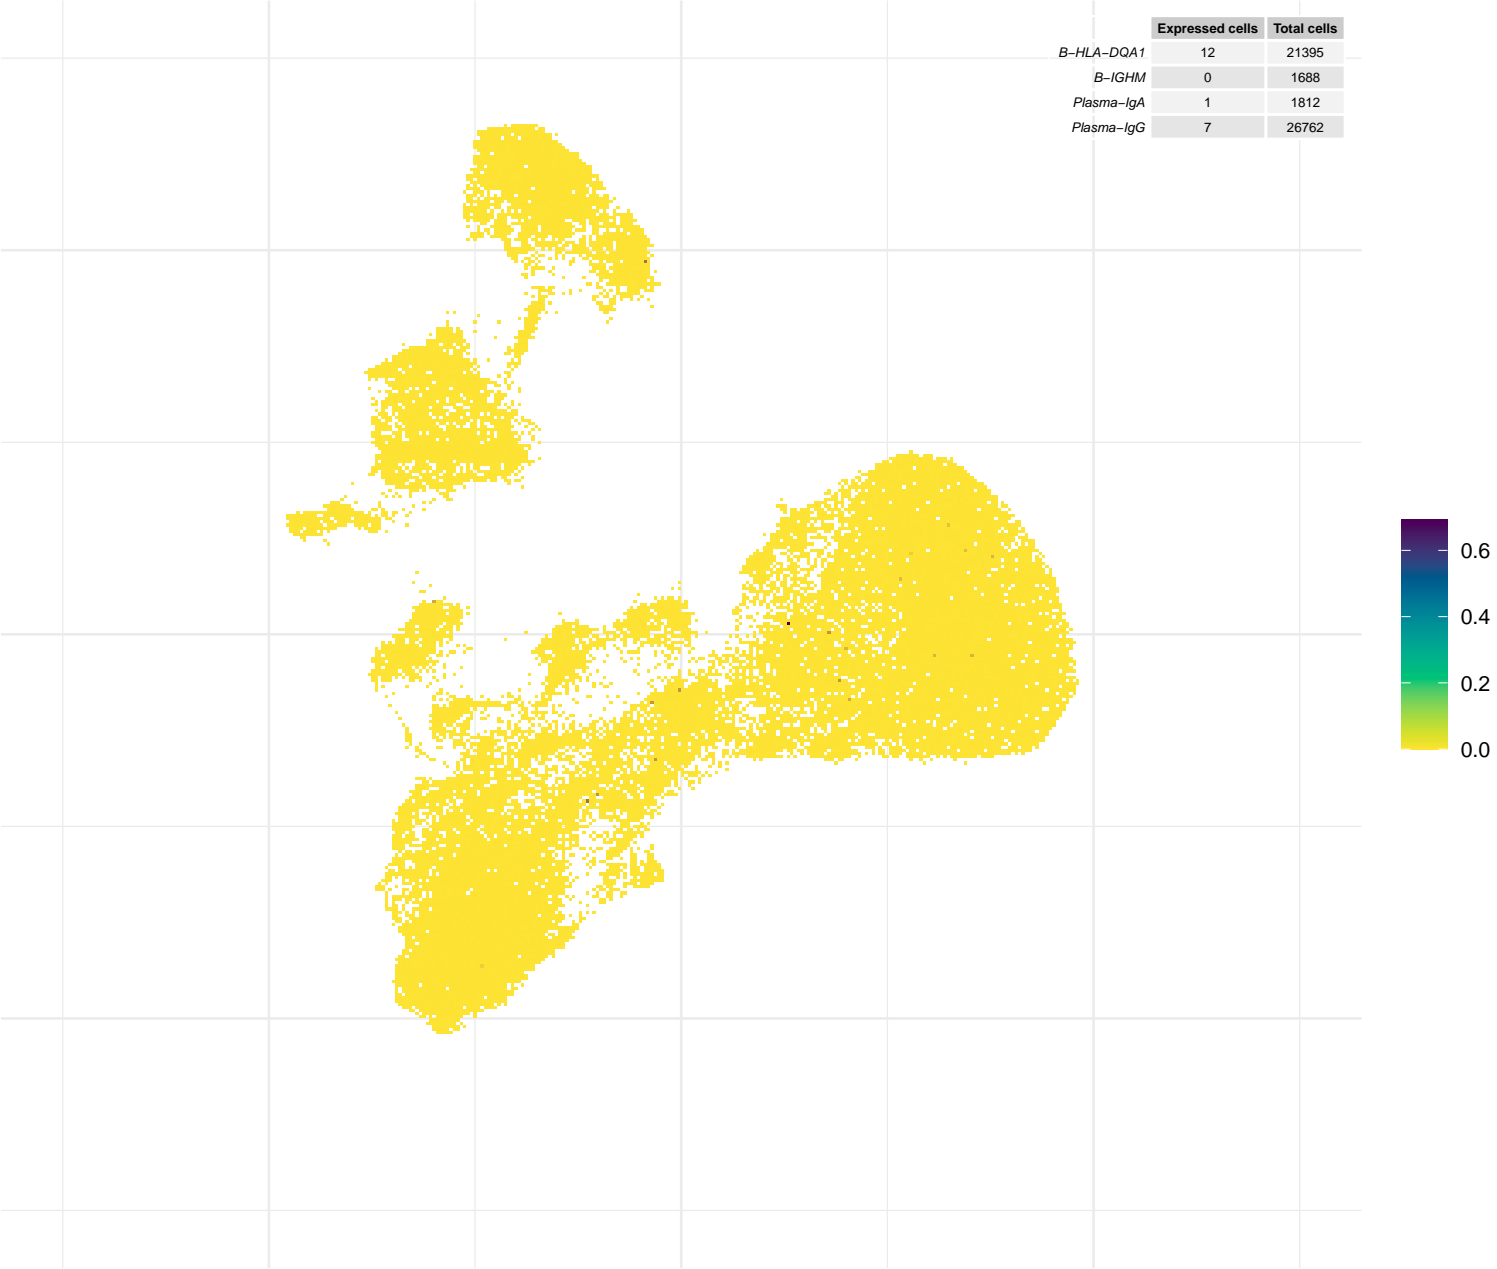 Expressed cells Total cells
B−HLA−DQA1 12 21395
B−IGHM 0 1688
Plasma−IgA 1 1812
Plasma−IgG 7 26762
0.6
0.4
0.2
0.0